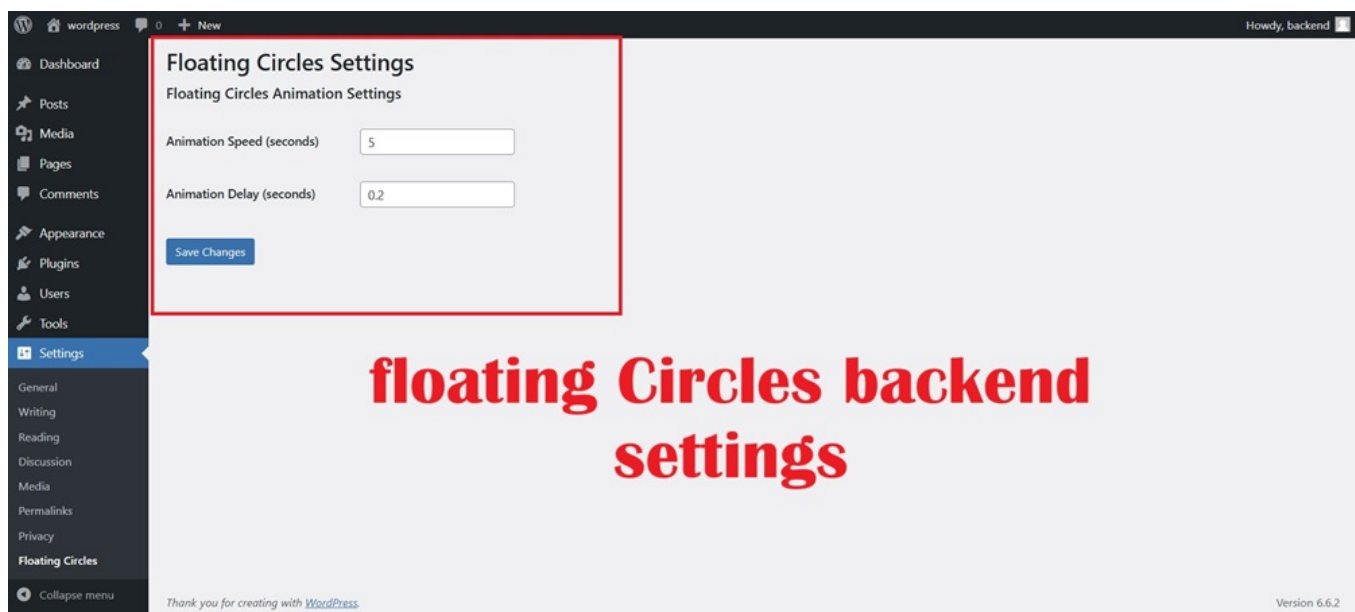 wordpress 0 + New Howdy, backend
Dashboard
Posts
Media
Pages
Comments
Appearance
Plugins
Users
Tools
Settings
General
Writing
Reading
Discussion
Media
Permalinks
Privacy
Floating Circles
Collapse menu
Floating Circles Settings
Floating Circles Animation Settings
Animation Speed (seconds) 5
Animation Delay (seconds) 0.2
Save Changes
floating Circles backend
settings
Thank you for creating with WordPress. Version 6.6.2